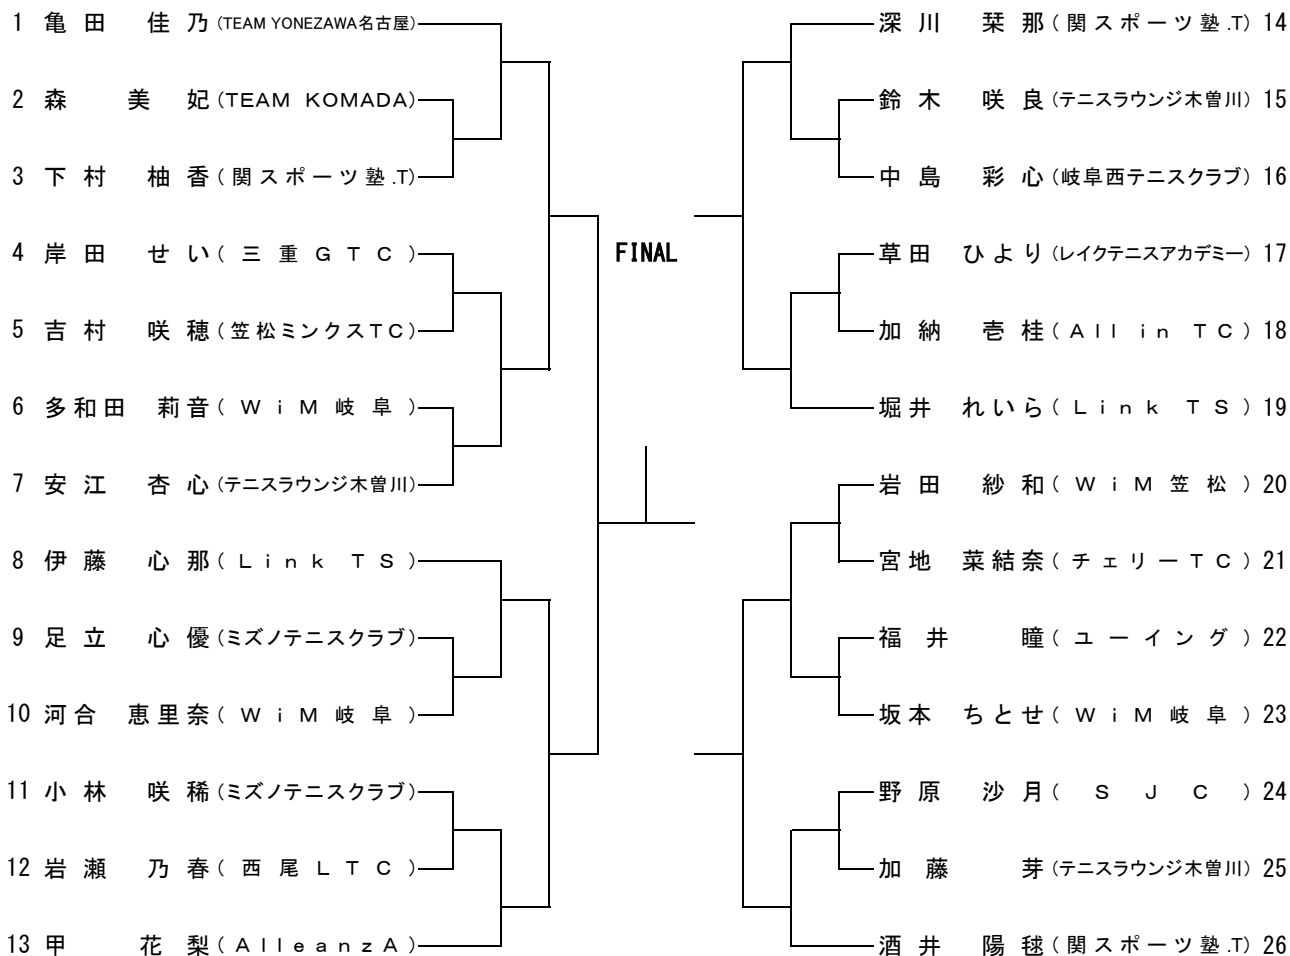 1 亀田 佳乃 (TEAM YONEZAWA名古屋)
2 森 美妃 (TEAM KOMADA)
3 下村 柚香 (関スポーツ塾.T)
4 岸田 せい (三重GTC)
5 吉村 咲穂 (笠松ミンクスTC)
6 多和田 莉音 (WiM岐阜)
7 安江 杏心 (テニスラウンジ木曽川)
8 伊藤 心那 (Link TS)
9 足立 心優 (ミズノテニスクラブ)
10 河合 恵里奈 (WiM岐阜)
11 小林 咲稀 (ミズノテニスクラブ)
12 岩瀬 乃春 (西尾LTC)
13 甲 花梨 (AlleanzA)
FINAL
深川 栞那 (関スポーツ塾.T) 14
鈴木 咲良 (テニスラウンジ木曽川) 15
中島 彩心 (岐阜西テニスクラブ) 16
草田 ひより (レイクテニスアカデミー) 17
加納 壱桂 (All in TC) 18
堀井 れいら (Link TS) 19
岩田 紗和 (WiM笠松) 20
宮地 菜結奈 (チェリーTC) 21
福井 瞳 (ユーイング) 22
坂本 ちとせ (WiM岐阜) 23
野原 沙月 (SJC) 24
加藤 芽 (テニスラウンジ木曽川) 25
酒井 陽毬 (関スポーツ塾.T) 26